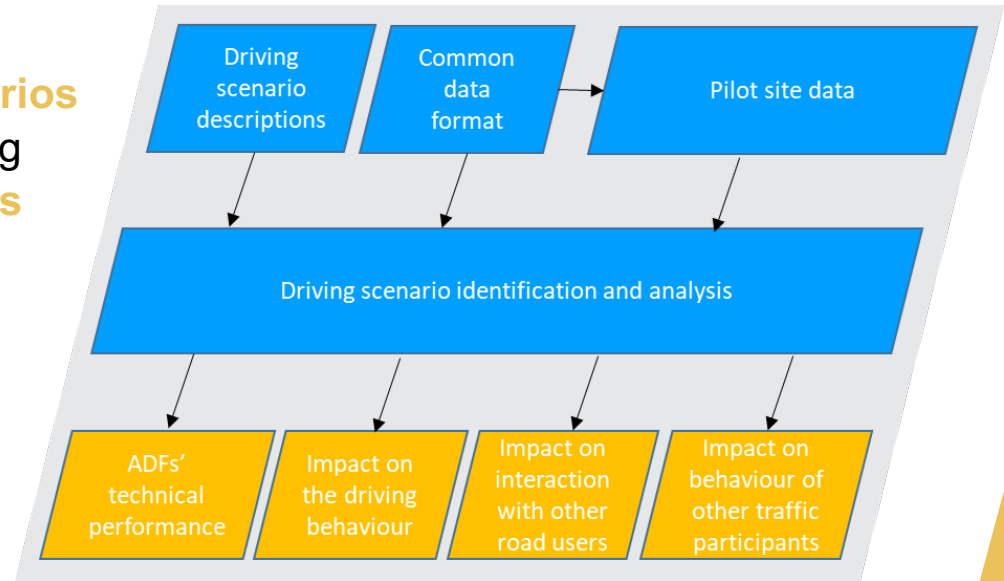 rios
g
s
Driving
scenario
descriptions
Common
data
format
Pilot site data
Driving scenario identification and analysis
ADFs’
technical
performance
Impact on
the driving
behaviour
Impact on
interaction
with other
road users
Impact on
behaviour of
other traffic
participants